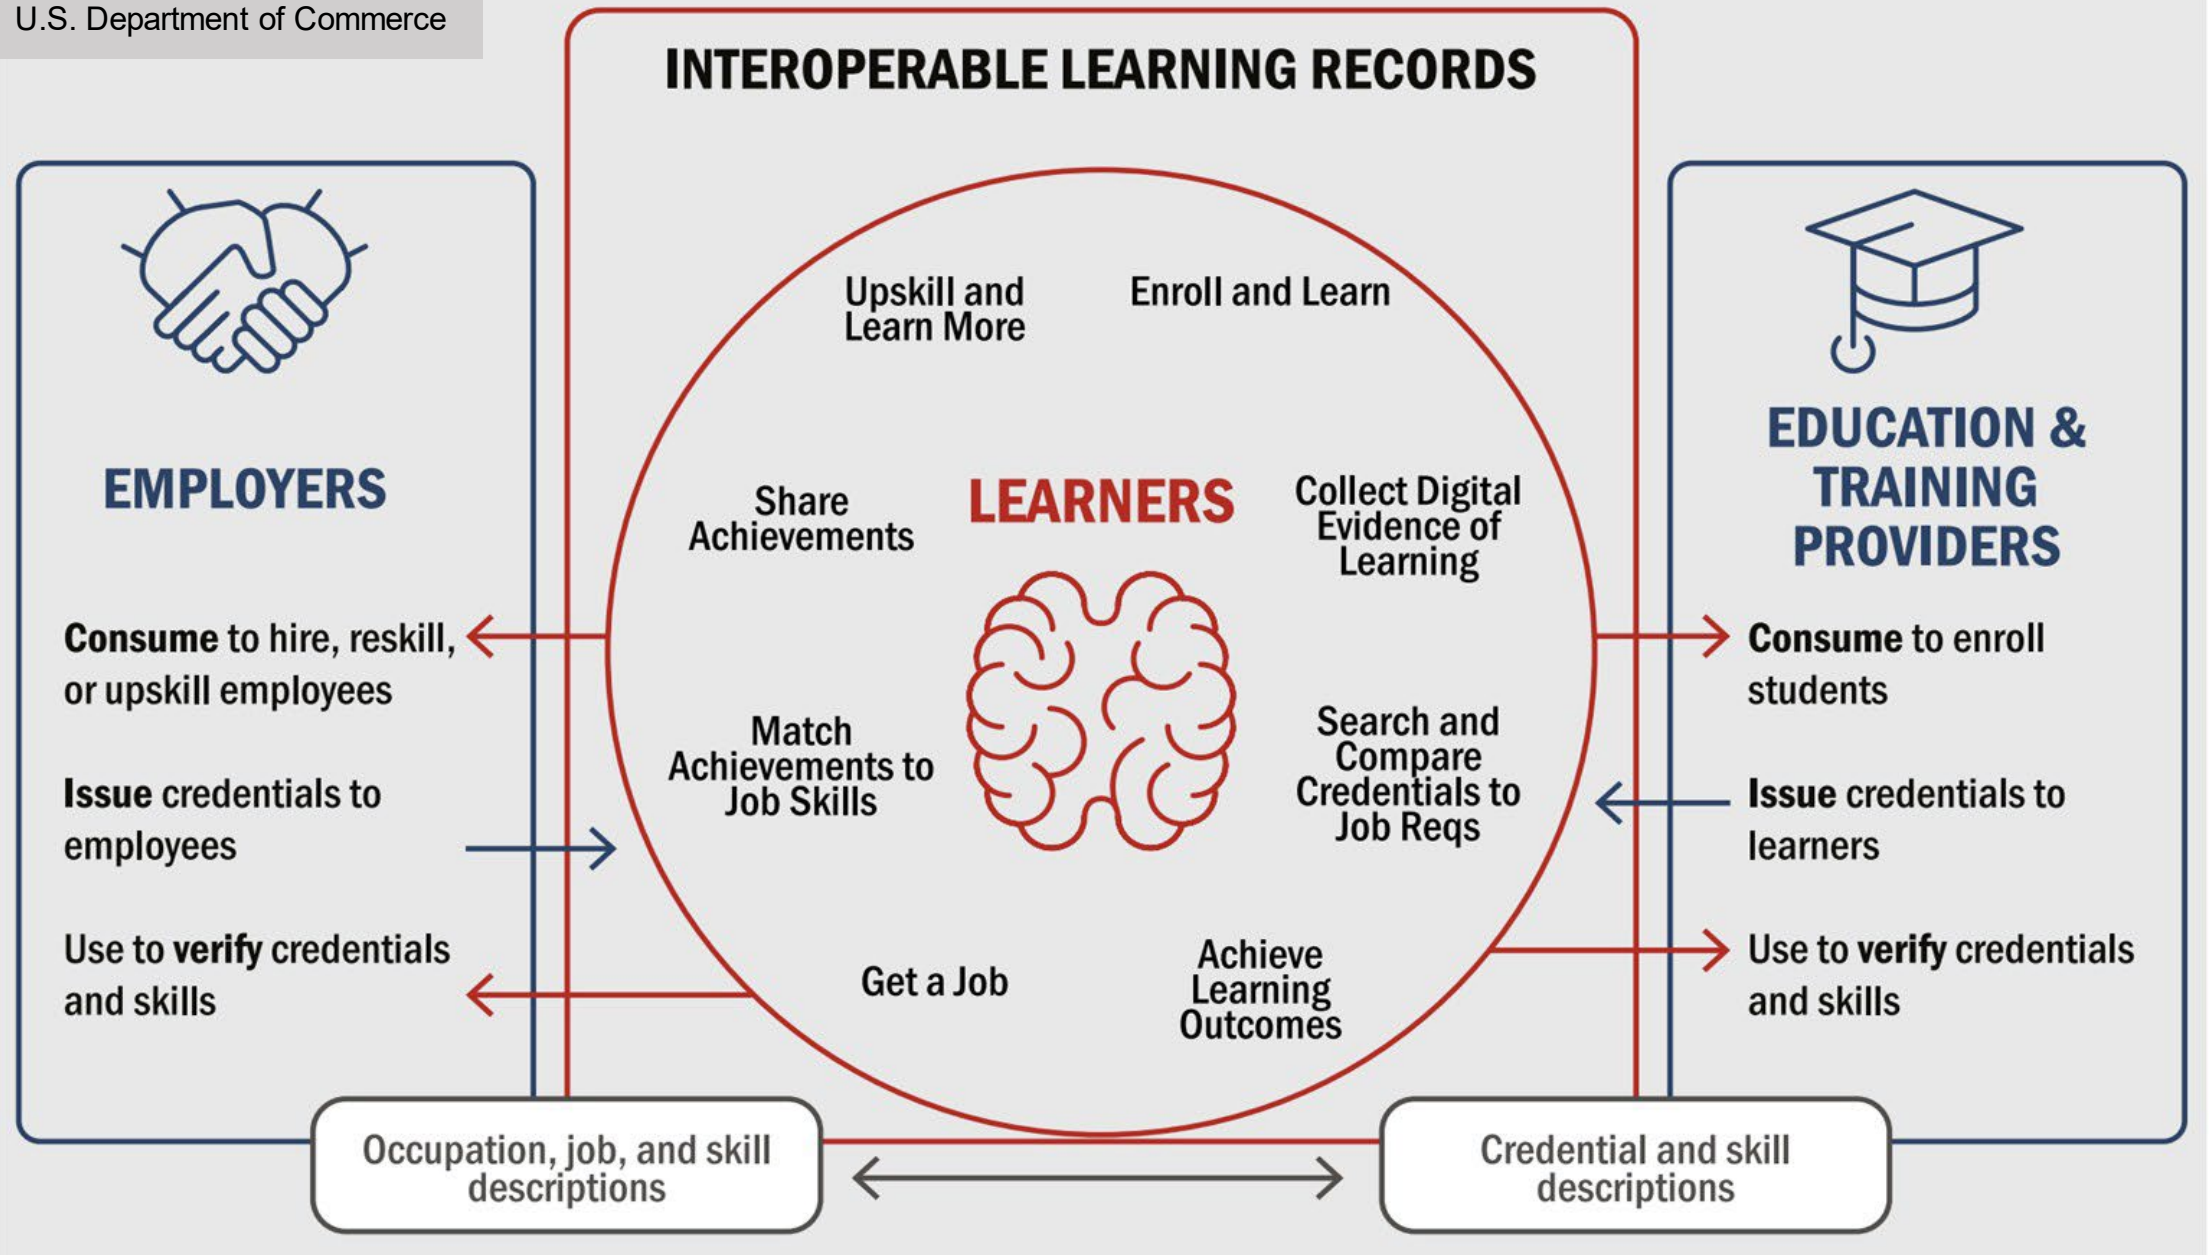 U.S. Department of Commerce
INTEROPERABLE LEARNING RECORDS
EMPLOYERS
Consume to hire, reskill,
or upskill employees
Issue credentials to
employees
Use to verify credentials
and skills
Upskill and
Learn More
Enroll and Learn
Share
Achievements
LEARNERS
Collect Digital
Evidence of
Learning
Match
Achievements to
Job Skills
Search and
Compare
Credentials to
Job Reqs
Get a Job
Achieve
Learning
Outcomes
EDUCATION &
TRAINING
PROVIDERS
Consume to enroll
students
Issue credentials to
learners
Use to verify credentials
and skills
Occupation, job, and skill
descriptions
Credential and skill
descriptions